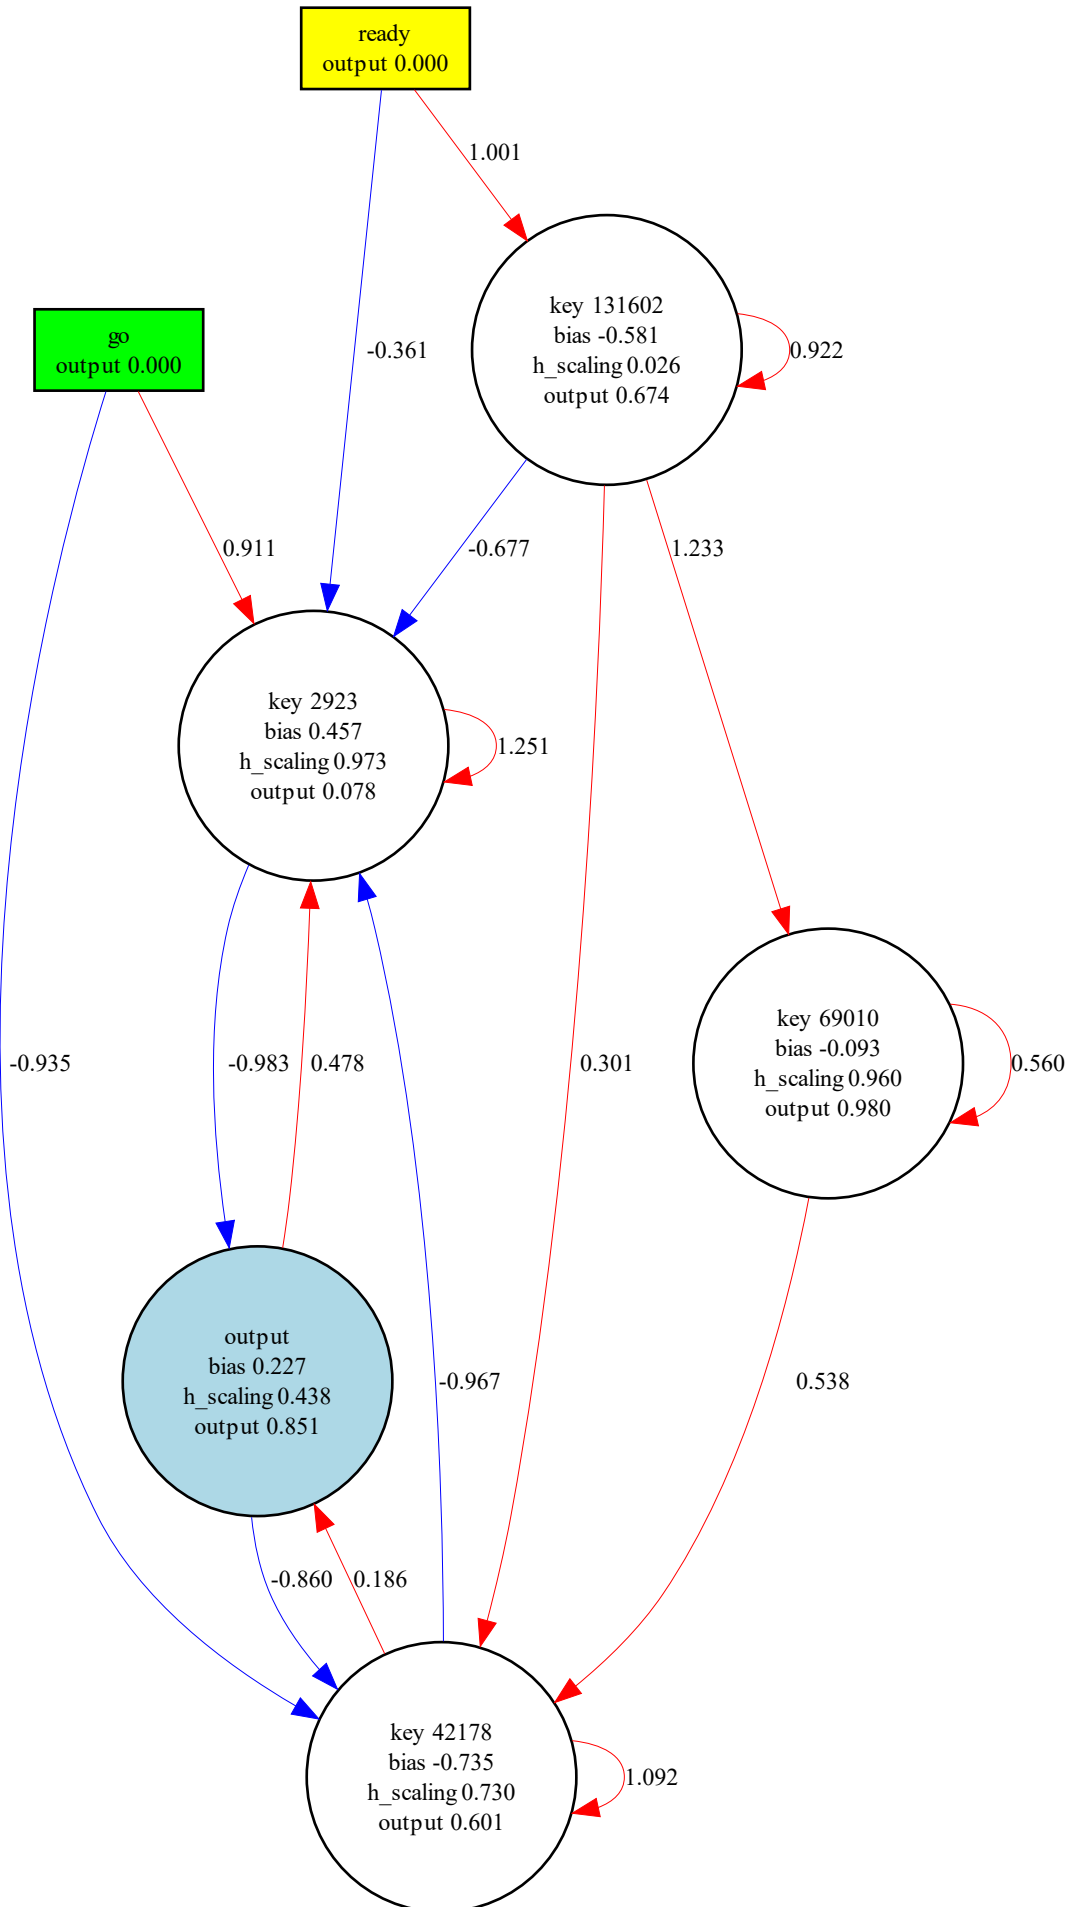 ready
output 0.000
1.001
key 131602
bias -0.581
h_scaling 0.026
output 0.674
0.922
go
output 0.000
-0.361
0.911
-0.677
1.233
key 2923
bias 0.457
h_scaling 0.973
output 0.078
1.251
key 69010
bias -0.093
h_scaling 0.960
output 0.980
0.560
-0.935
-0.983
0.478
0.301
output
bias 0.227
h_scaling 0.438
output 0.851
-0.967
0.538
-0.860
0.186
key 42178
bias -0.735
h_scaling 0.730
output 0.601
1.092